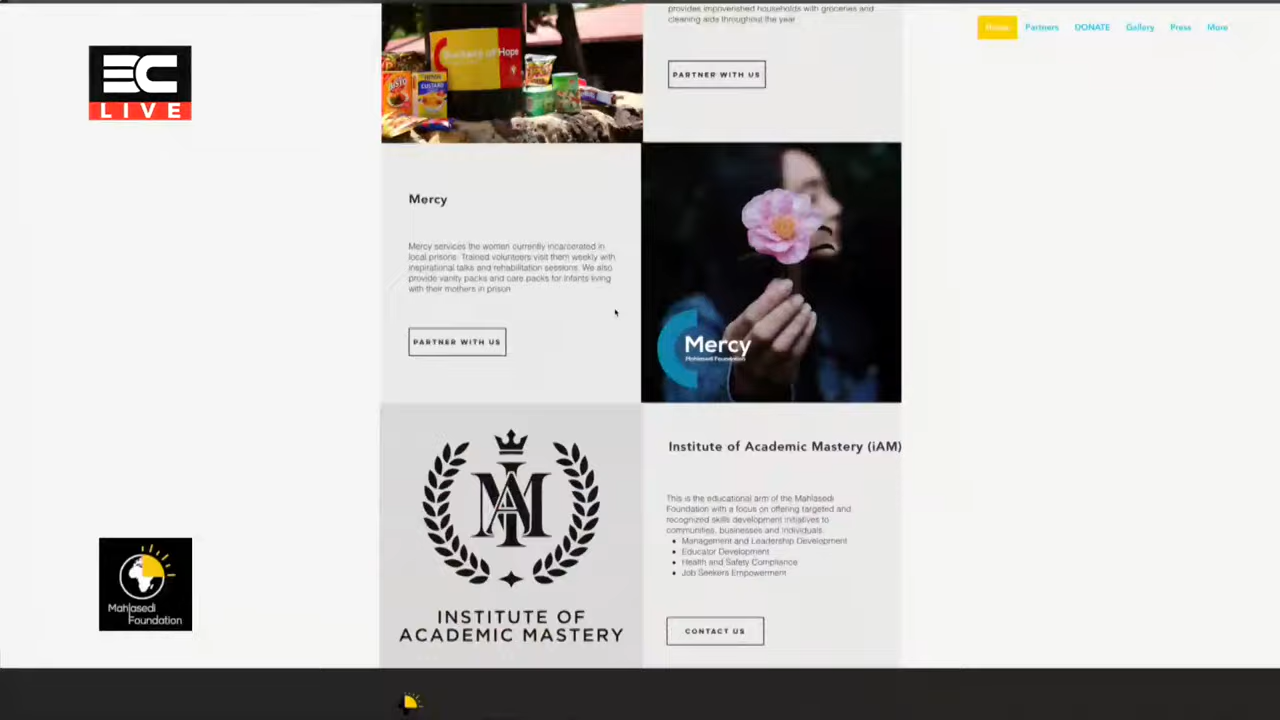 provides impoverished households with groceries and
cleaning aids throughout the year
Home Partners DONATE Gallery Press More
EC
LIVE
of Hope
CUSTARD
PARTNER WITH US
Mercy
Mercy services the women currently incarcerated in
local prisons. Trained volunteers visit them weekly with
inspirational talks and rehabilitation sessions. We also
provide vanity packs and care packs for infants living
with their mothers in prison
PARTNER WITH US
Mercy
Mahlasedi Foundation
Institute of Academic Mastery (iAM)
This is the educational arm of the Mahlasedi
Foundation with a focus on offering targeted and
recognized skills development initiatives to
communities, businesses and individuals.
Management and Leadership Development
Educator Development
Health and Safety Compliance
Job Seekers Empowerment
CONTACT US
INSTITUTE OF
ACADEMIC MASTERY
Mahlasedi
Foundation